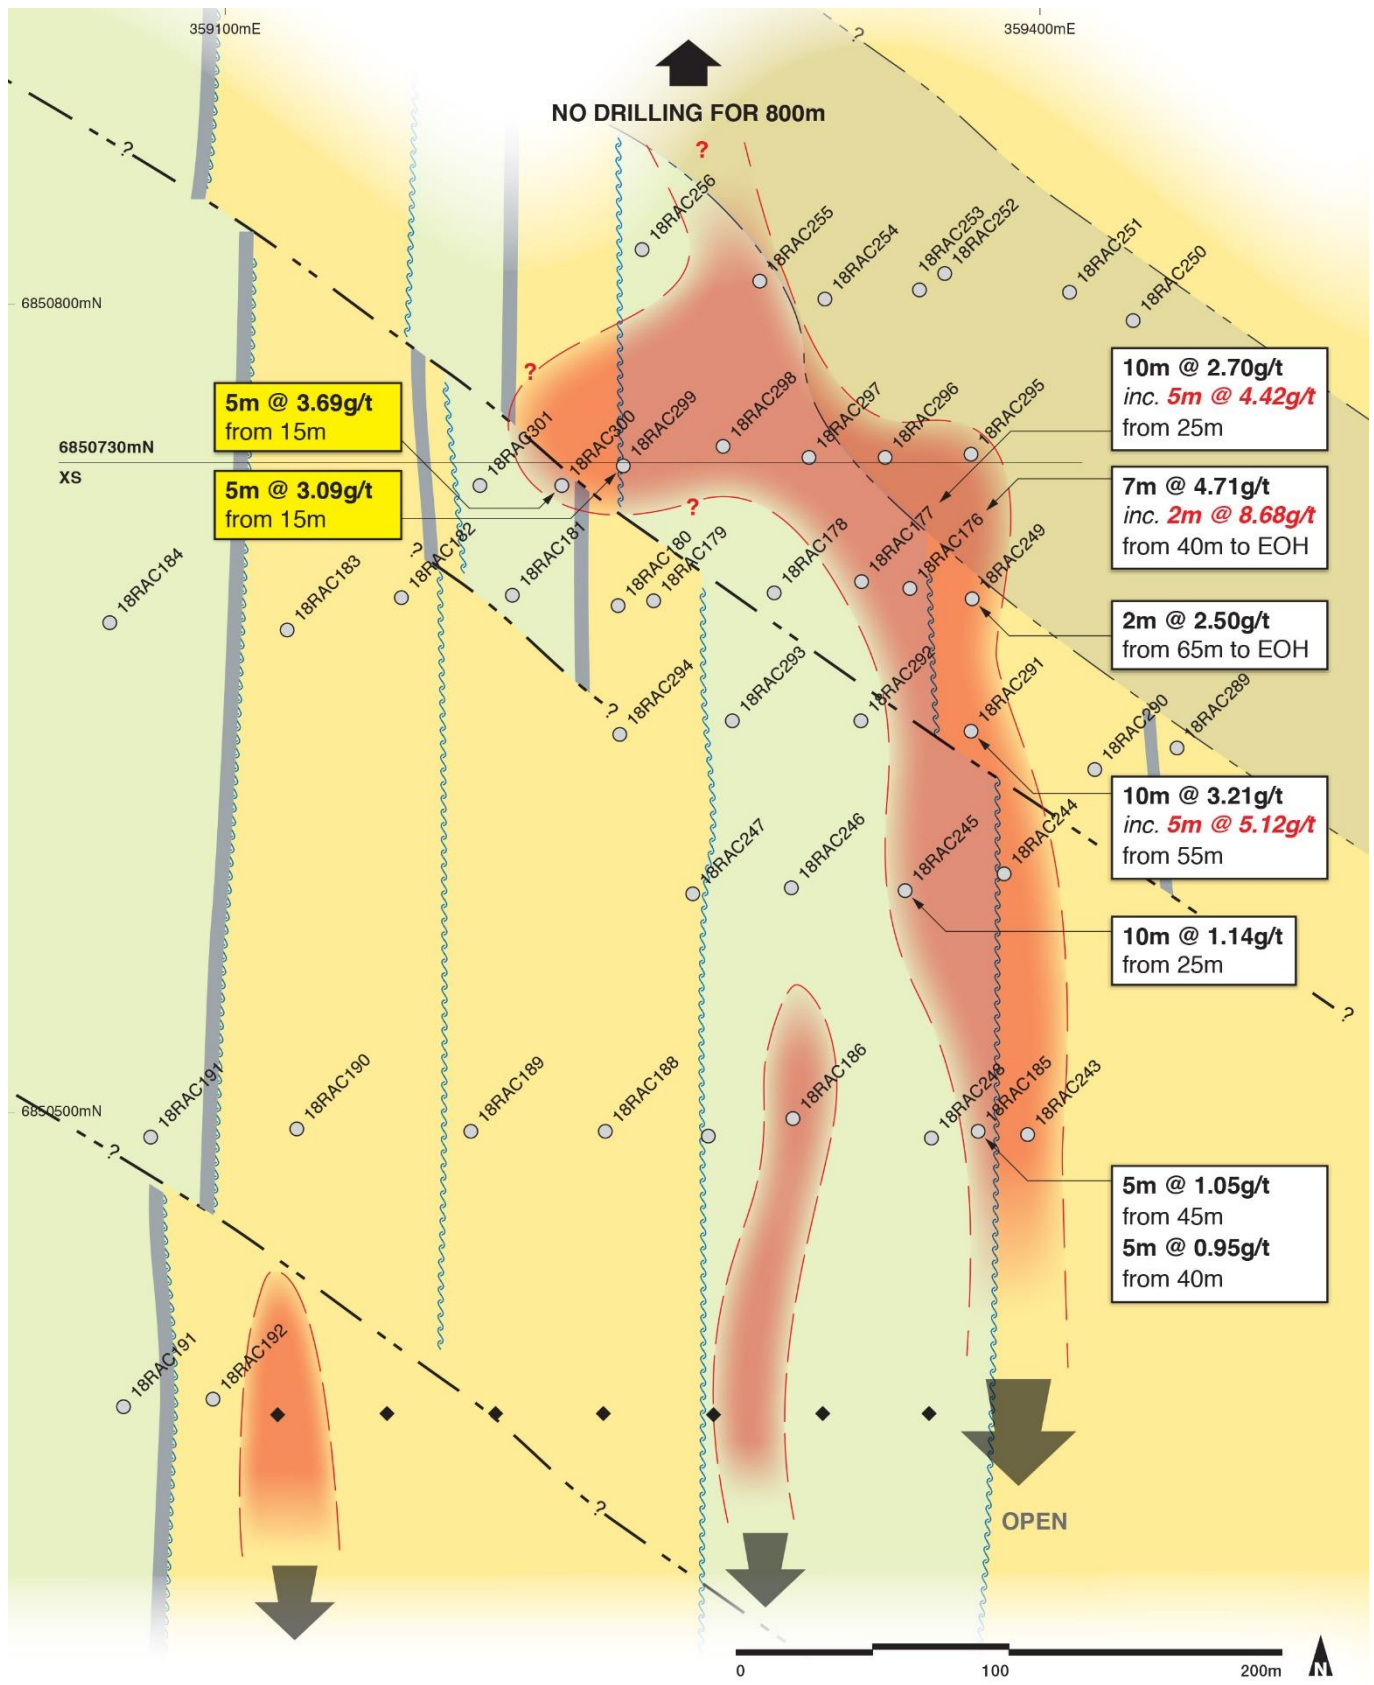 359100mE
359400mE
?
NO DRILLING FOR 800m
?
?
18RAC256
18RAC255
18RAC254
18RAC253
18RAC252
18RAC251
18RAC250
6850800mN
?
10m @ 2.70g/t
inc. 5m @ 4.42g/t
from 25m
5m @ 3.69g/t
from 15m
18RAC301
18RAC300
18RAC299
18RAC298
18RAC297
18RAC296
18RAC295
6850730mN
XS
5m @ 3.09g/t
from 15m
?
7m @ 4.71g/t
inc. 2m @ 8.68g/t
from 40m to EOH
18RAC184
18RAC183
?
18RAC182
18RAC181
18RAC180
18RAC179
18RAC178
18RAC177
18RAC176
18RAC249
2m @ 2.50g/t
from 65m to EOH
?
18RAC294
18RAC293
18RAC292
18RAC291
18RAC290
18RAC289
10m @ 3.21g/t
inc. 5m @ 5.12g/t
from 55m
18RAC247
18RAC246
18RAC245
18RAC244
10m @ 1.14g/t
from 25m
?
6850500mN
18RAC191
18RAC190
18RAC189
18RAC188
18RAC186
18RAC248
18RAC185
18RAC243
?
5m @ 1.05g/t
from 45m
5m @ 0.95g/t
from 40m
18RAC191
18RAC192
?
OPEN
0
100
200m
N